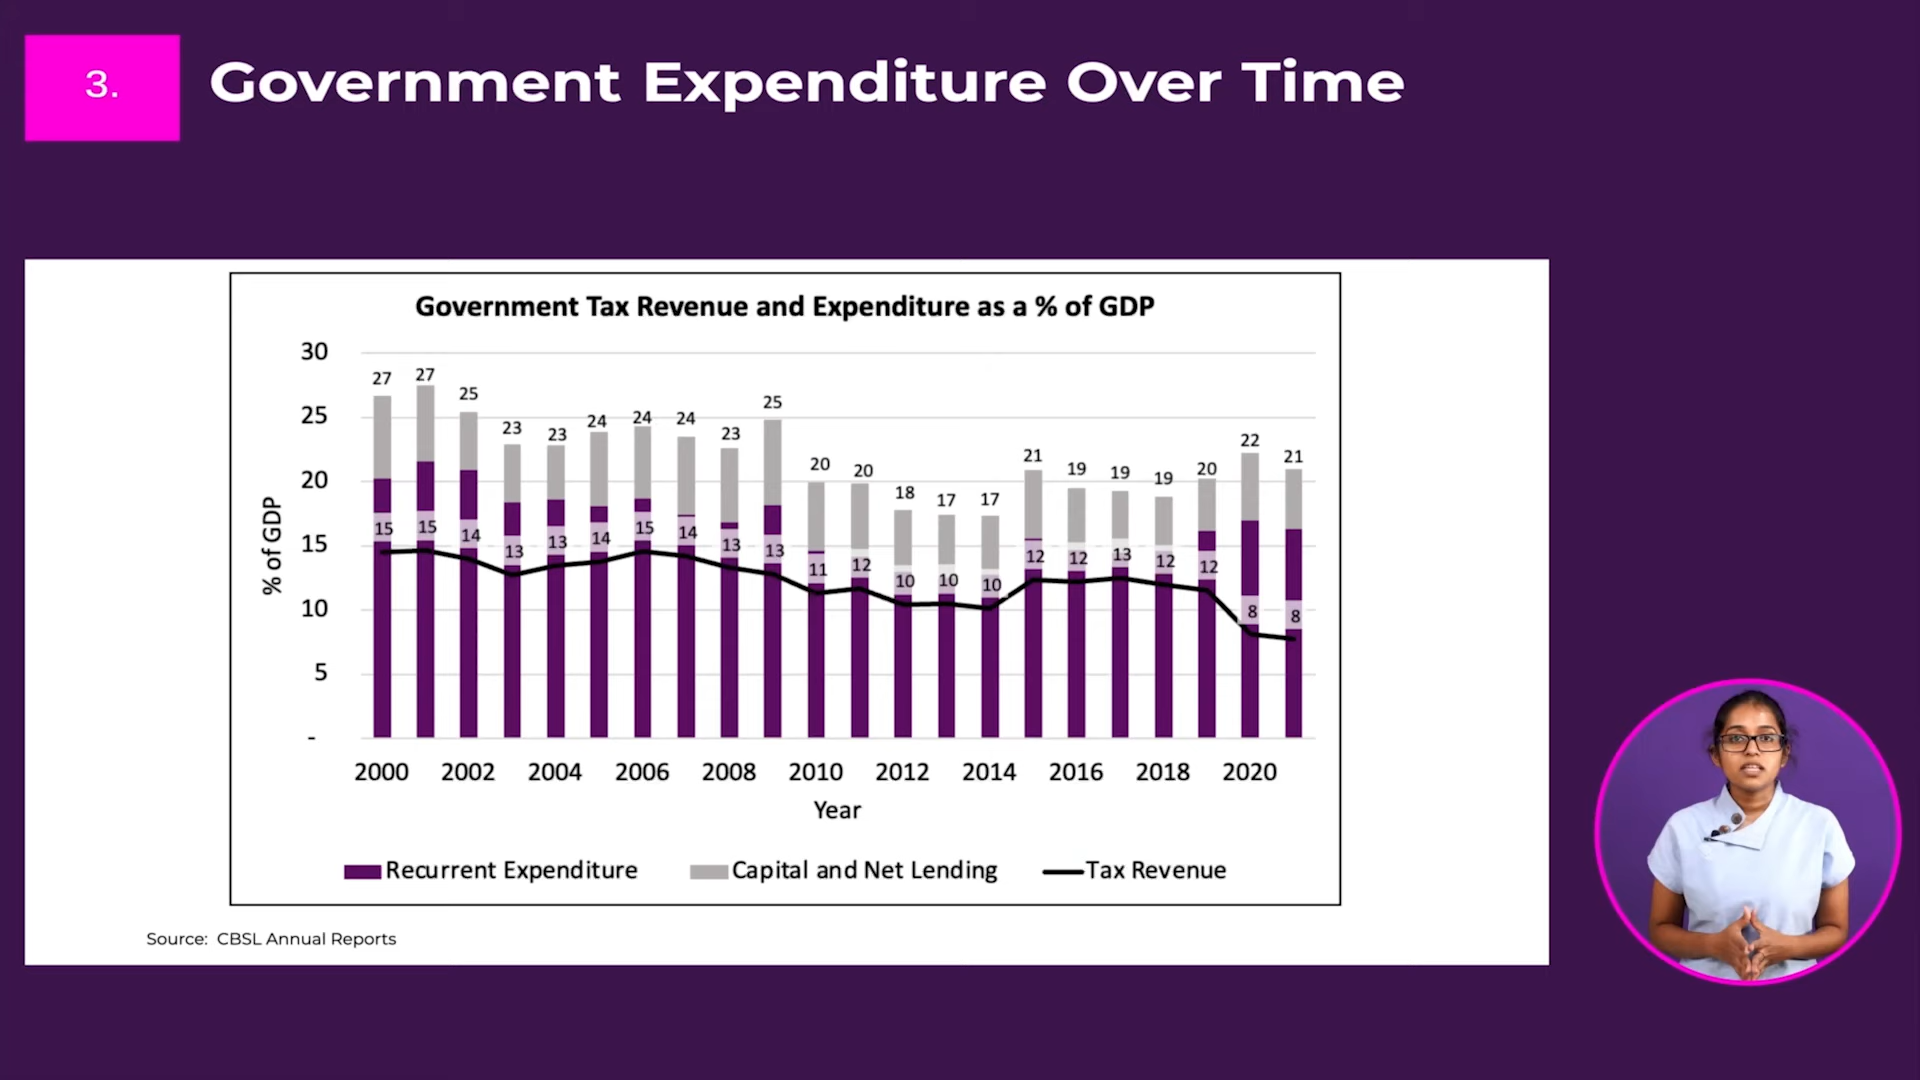 3.
Government Expenditure Over Time
Government Tax Revenue and Expenditure as a % of GDP
% of GDP
30
25
20
15
10
5
-
27 27 25 23 23 24 24 24 23 25 20 20 18 17 17 21 19 19 19 20 22 21
15 15 14 13 13 14 15 14 13 13 11 12 10 10 10 12 12 13 12 12 8 8
2000 2002 2004 2006 2008 2010 2012 2014 2016 2018 2020
Year
Recurrent Expenditure Capital and Net Lending Tax Revenue
Source: CBSL Annual Reports